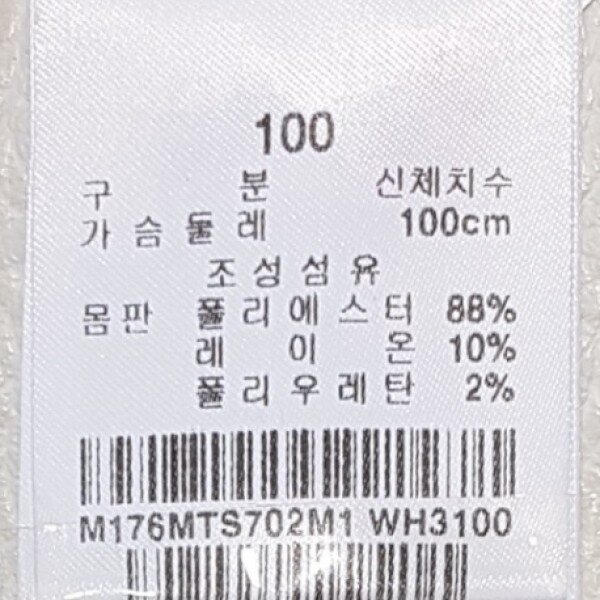 100
구 분 신체치수
가슴둘레 100cm
조성섬유
몸판 폴리에스터 88%
레이온 10%
폴리우레탄 2%
M176MTS702M1 WH3100